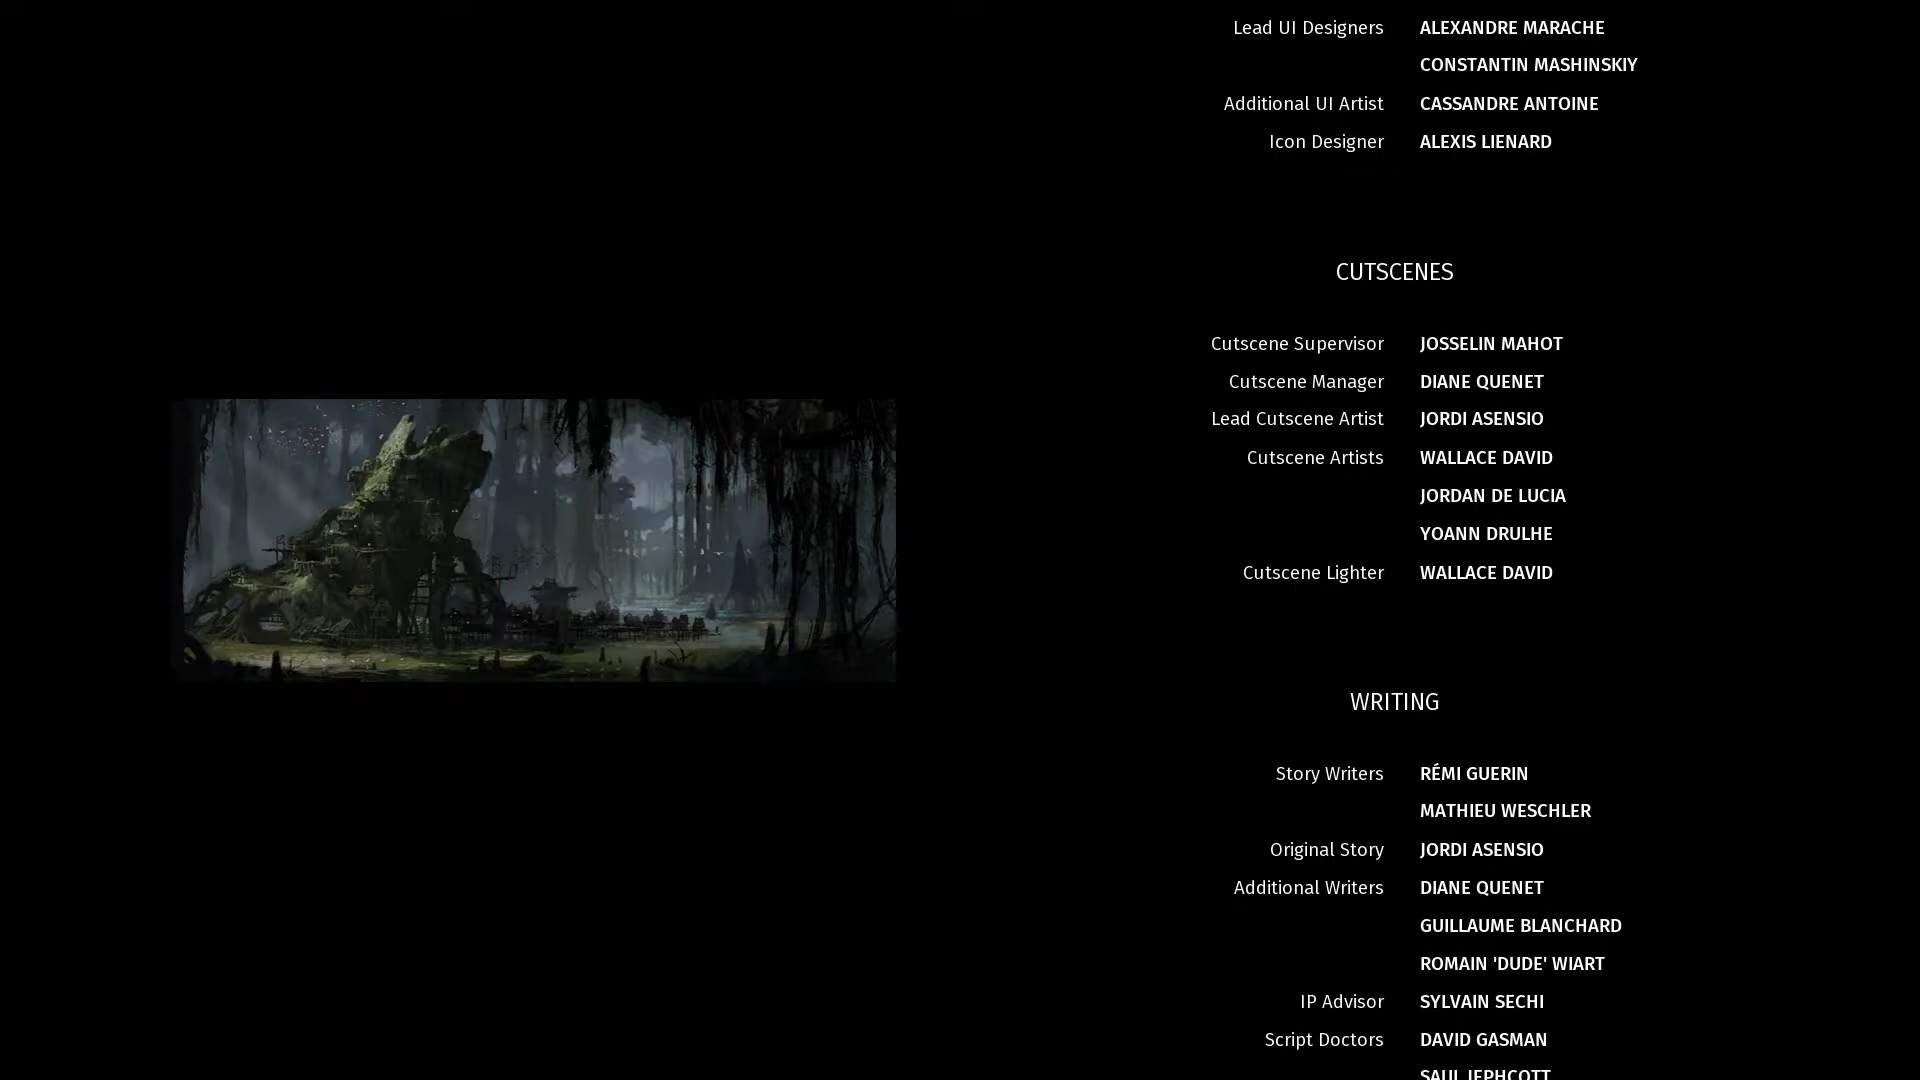 Lead UI Designers ALEXANDRE MARACHE
CONSTANTIN MASHINSKIY
Additional UI Artist CASSANDRE ANTOINE
Icon Designer ALEXIS LIENARD
CUTSCENES
Cutscene Supervisor JOSSELIN MAHOT
Cutscene Manager DIANE QUENET
Lead Cutscene Artist JORDI ASENSIO
Cutscene Artists WALLACE DAVID
JORDAN DE LUCIA
YOANN DRULHE
Cutscene Lighter WALLACE DAVID
WRITING
Story Writers RÉMI GUERIN
MATHIEU WESCHLER
Original Story JORDI ASENSIO
Additional Writers DIANE QUENET
GUILLAUME BLANCHARD
ROMAIN 'DUDE' WIART
IP Advisor SYLVAIN SECHI
Script Doctors DAVID GASMAN
SAUL JEPHCOTT